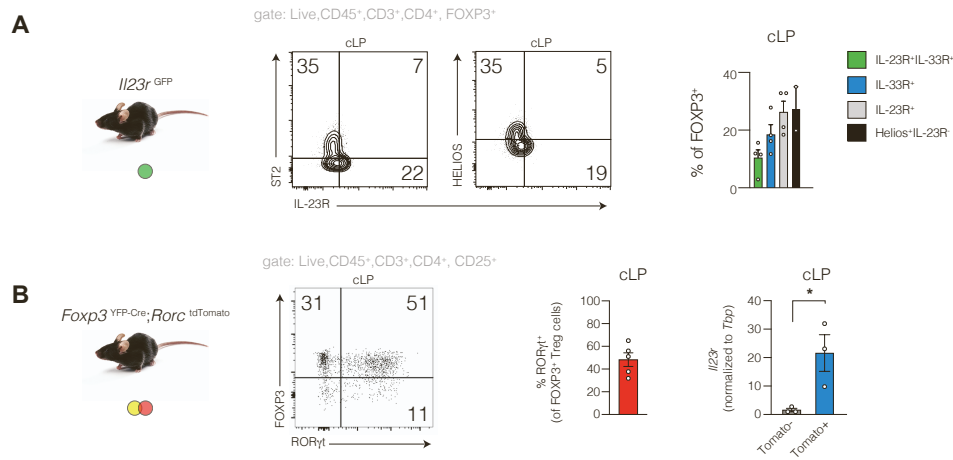 A
gate: Live,CD45⁺,CD3⁺,CD4⁺, FOXP3⁺
Il23r GFP
cLP
35
7
22
ST2
IL-23R
cLP
35
5
19
HELIOS
cLP
% of FOXP3⁺
40
20
0
IL-23R⁺IL-33R⁺
IL-33R⁺
IL-23R⁺
Helios⁺IL-23R⁻
B
gate: Live,CD45⁺,CD3⁺,CD4⁺, CD25⁺
Foxp3 YFP-Cre;Rorc tdTomato
cLP
31
51
11
FOXP3
RORγt
cLP
% RORγt⁺
(of FOXP3⁺ Treg cells)
100
80
60
40
20
0
cLP
*
Il23r
(normalized to Tbp)
40
30
20
10
0
Tomato-
Tomato+